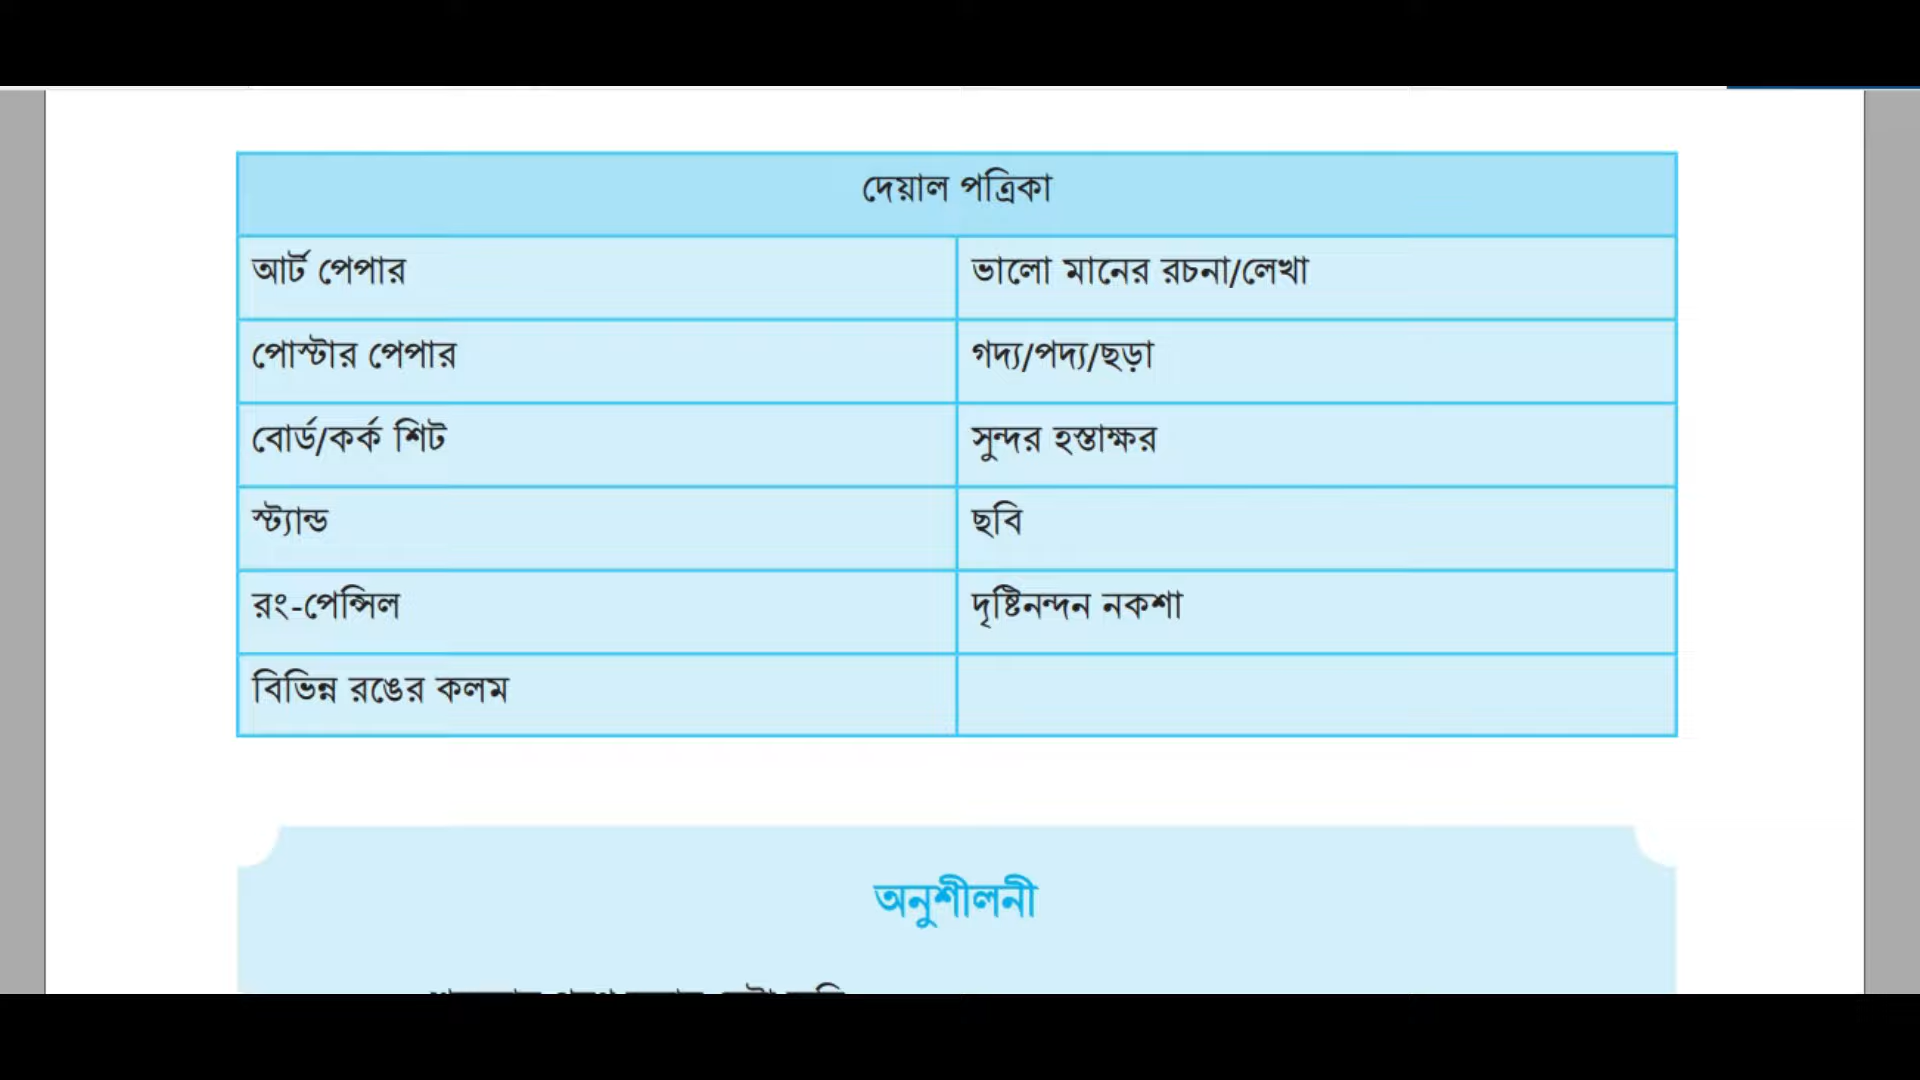 দেয়াল পত্রিকা
আর্ট পেপার ভালো মানের রচনা/লেখা
পোস্টার পেপার গদ্য/পদ্য/ছড়া
বোর্ড/কর্ক শিট সুন্দর হস্তাক্ষর
স্ট্যান্ড ছবি
রং-পেন্সিল দৃষ্টিনন্দন নকশা
বিভিন্ন রঙের কলম
অনুশীলনী